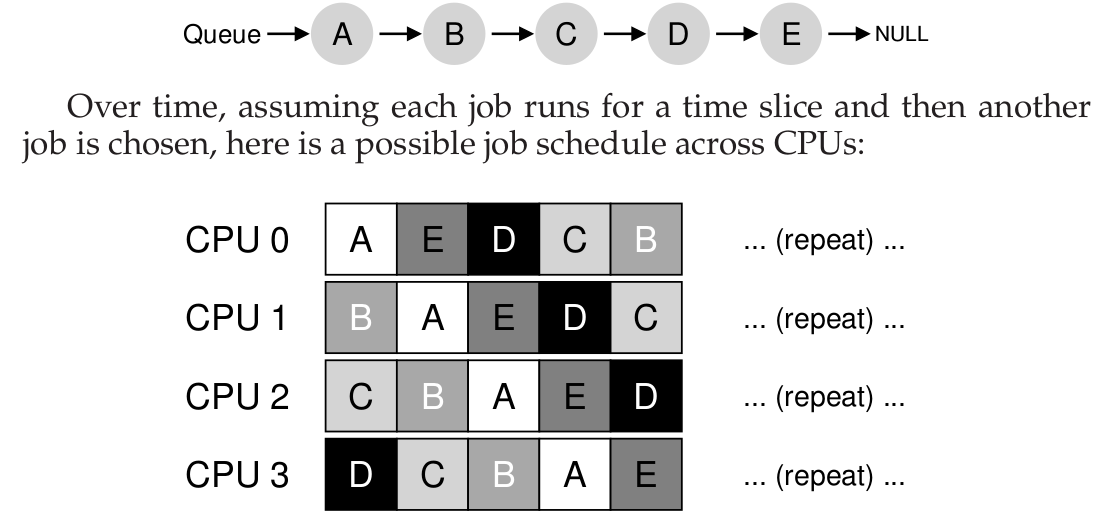 Queue A B C D E NULL
Over time, assuming each job runs for a time slice and then another
job is chosen, here is a possible job schedule across CPUs:
CPU 0 A E D C B ... (repeat) ...
CPU 1 B A E D C ... (repeat) ...
CPU 2 C B A E D ... (repeat) ...
CPU 3 D C B A E ... (repeat) ...